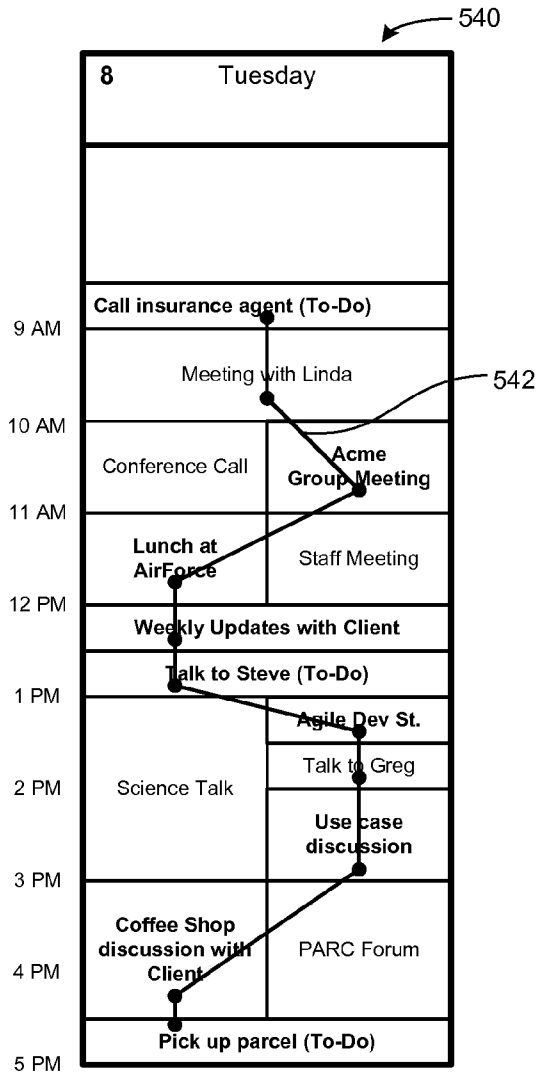 540
8 Tuesday
Call insurance agent (To-Do)
9 AM
Meeting with Linda
542
10 AM
Conference Call
Acme
Group Meeting
11 AM
Lunch at
AirForce
Staff Meeting
12 PM
Weekly Updates with Client
Talk to Steve (To-Do)
1 PM
Agile Dev St.
Talk to Greg
2 PM
Science Talk
Use case
discussion
3 PM
Coffee Shop
discussion with
Client
PARC Forum
4 PM
Pick up parcel (To-Do)
5 PM